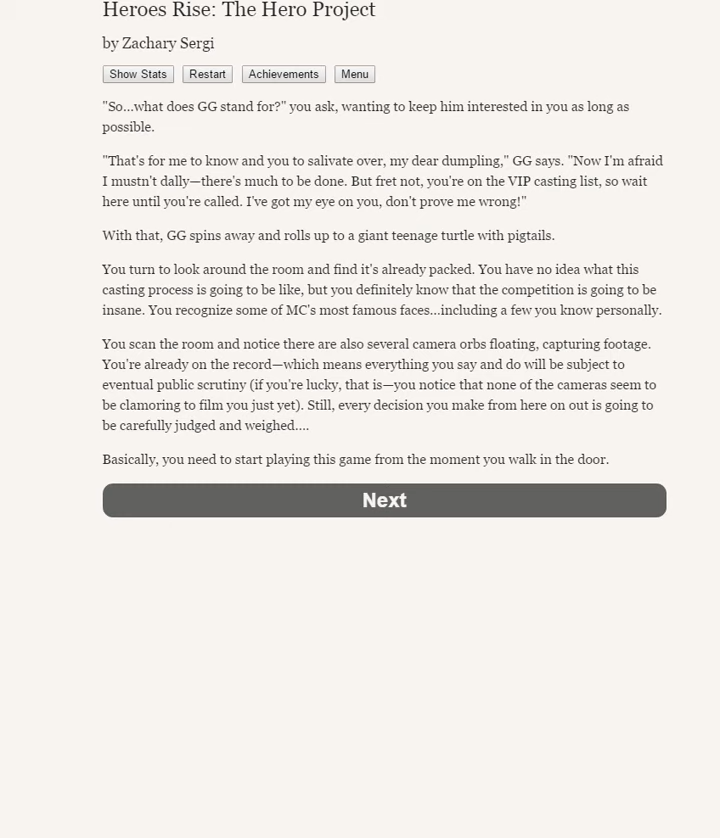 Heroes Rise: The Hero Project
by Zachary Sergi
Show Stats Restart Achievements Menu
"So...what does GG stand for?" you ask, wanting to keep him interested in you as long as
possible.
"That's for me to know and you to salivate over, my dear dumpling," GG says. "Now I'm afraid
I mustn't dally—there's much to be done. But fret not, you're on the VIP casting list, so wait
here until you're called. I've got my eye on you, don't prove me wrong!"
With that, GG spins away and rolls up to a giant teenage turtle with pigtails.
You turn to look around the room and find it's already packed. You have no idea what this
casting process is going to be like, but you definitely know that the competition is going to be
insane. You recognize some of MC's most famous faces...including a few you know personally.
You scan the room and notice there are also several camera orbs floating, capturing footage.
You're already on the record—which means everything you say and do will be subject to
eventual public scrutiny (if you're lucky, that is—you notice that none of the cameras seem to
be clamoring to film you just yet). Still, every decision you make from here on out is going to
be carefully judged and weighed....
Basically, you need to start playing this game from the moment you walk in the door.
Next